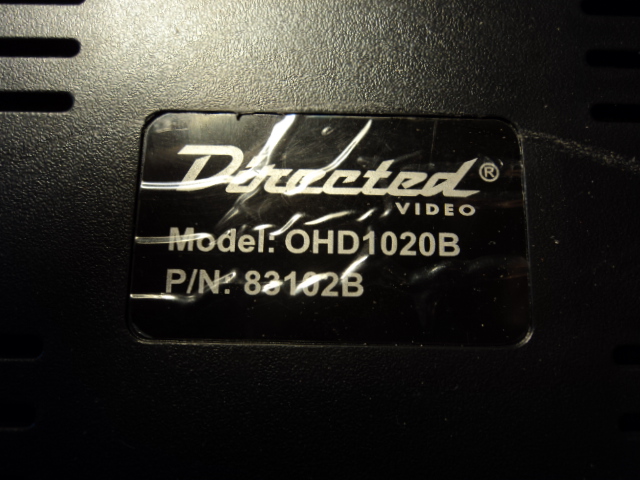 Directed®
VIDEO
Model: OHD1020B
P/N: 83102B